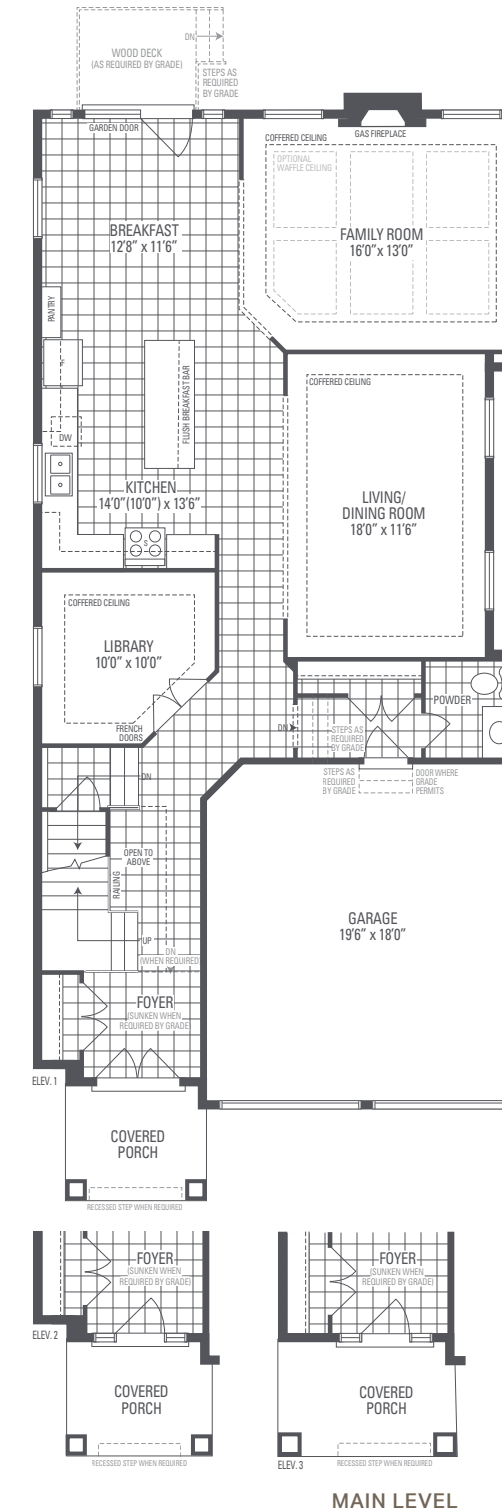 DN
WOOD DECK
(AS REQUIRED BY GRADE)
STEPS AS
REQUIRED
BY GRADE
GARDEN DOOR
GAS FIREPLACE
COFFERED CEILING
OPTIONAL
WAFFLE CEILING
BREAKFAST
12'8" x 11'6"
FAMILY ROOM
16'0" x 13'0"
PANTRY
F
FLUSH BREAKFAST BAR
COFFERED CEILING
DW
KITCHEN
14'0"(10'0") x 13'6"
LIVING/
DINING ROOM
18'0" x 11'6"
S
COFFERED CEILING
LIBRARY
10'0" x 10'0"
FRENCH
DOORS
POWDER
DN
STEPS AS
REQUIRED
BY GRADE
STEPS AS
REQUIRED
BY GRADE
DOOR WHERE
GRADE
PERMITS
DN
OPEN TO
ABOVE
RAILING
GARAGE
19'6" x 18'0"
UP
DN
(WHEN REQUIRED
FOYER
(SUNKEN WHEN
REQUIRED BY GRADE)
ELEV. 1
COVERED
PORCH
RECESSED STEP WHEN REQUIRED
FOYER
(SUNKEN WHEN
REQUIRED BY GRADE)
ELEV. 2
COVERED
PORCH
RECESSED STEP WHEN REQUIRED
FOYER
(SUNKEN WHEN
REQUIRED BY GRADE)
COVERED
PORCH
ELEV. 3
RECESSED STEP WHEN REQUIRED
MAIN LEVEL